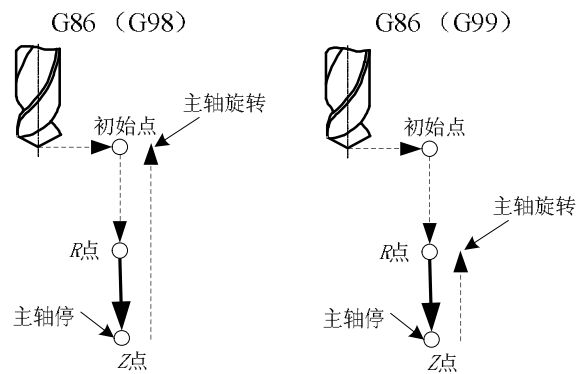 G86（G98）
主轴旋转
初始点
R点
主轴停
Z点
G86（G99）
初始点
主轴旋转
R点
主轴停
Z点